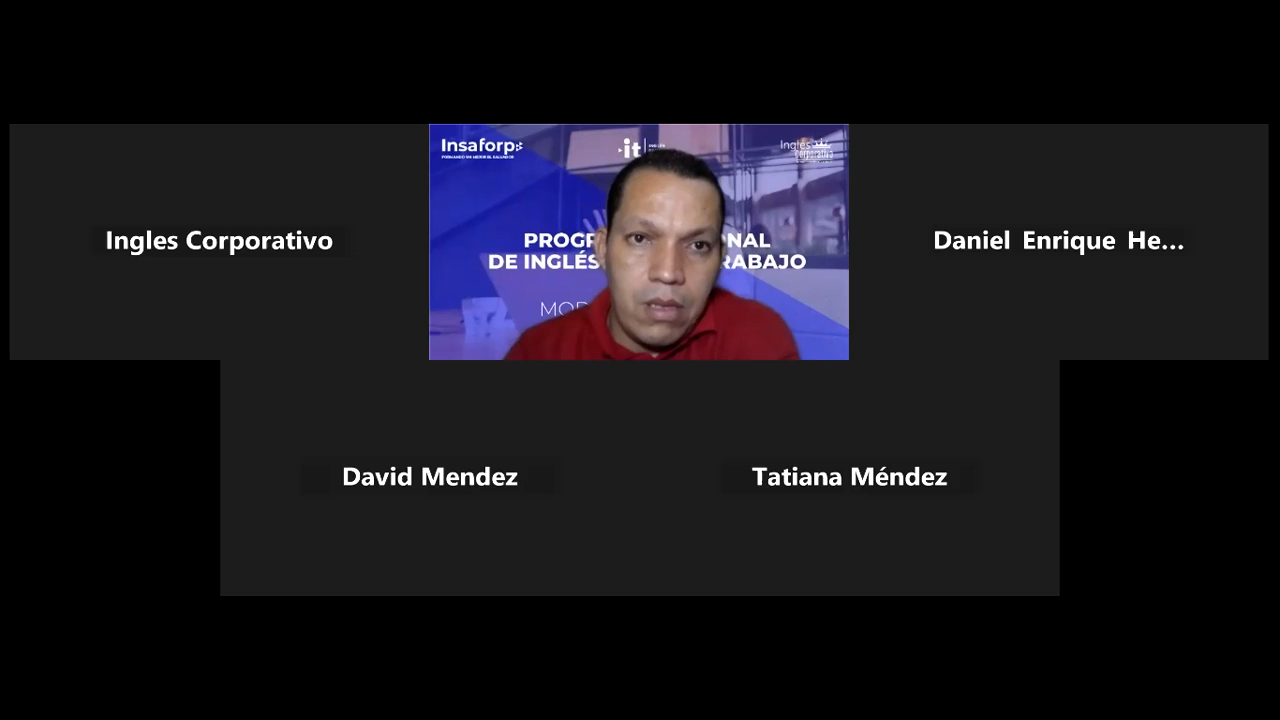 Ingles Corporativo
Insaforp
FORMANDO UN MEJOR EL SALVADOR
it
Ingles
corporativo
PROGR NAL
DE INGLÉS RABAJO
MOD
Daniel Enrique He...
David Mendez
Tatiana Méndez